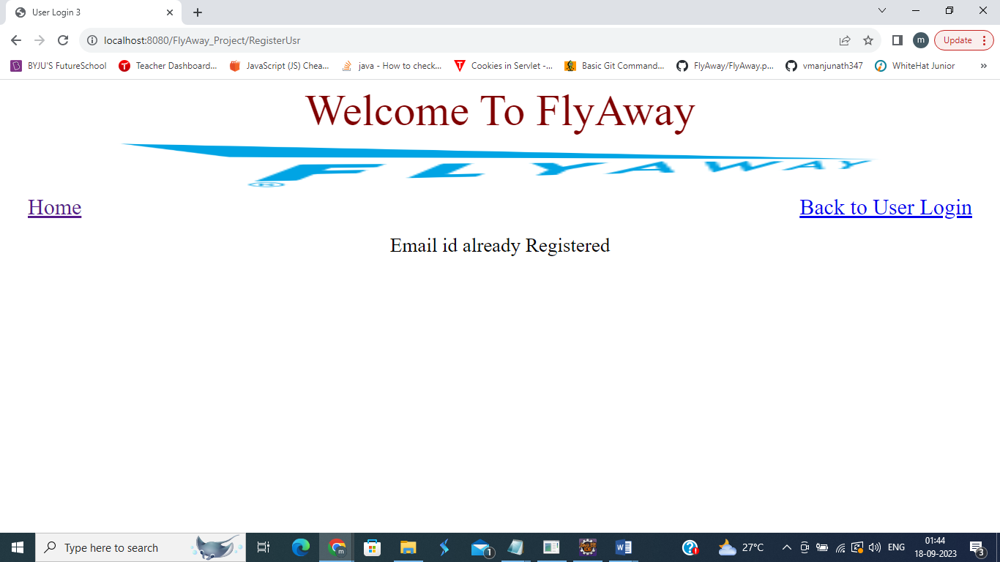 User Login 3
localhost:8080/FlyAway_Project/RegisterUsr
m
Update
BYJU'S FutureSchool
Teacher Dashboard...
JavaScript (JS) Chea...
java - How to check...
Cookies in Servlet -...
Basic Git Command...
FlyAway/FlyAway.p...
vmanjunath347
WhiteHat Junior
»
Welcome To FlyAway
FLYAWAY
®
Home
Back to User Login
Email id already Registered
Type here to search
m
1
27°C
ENG
01:44
18-09-2023
3